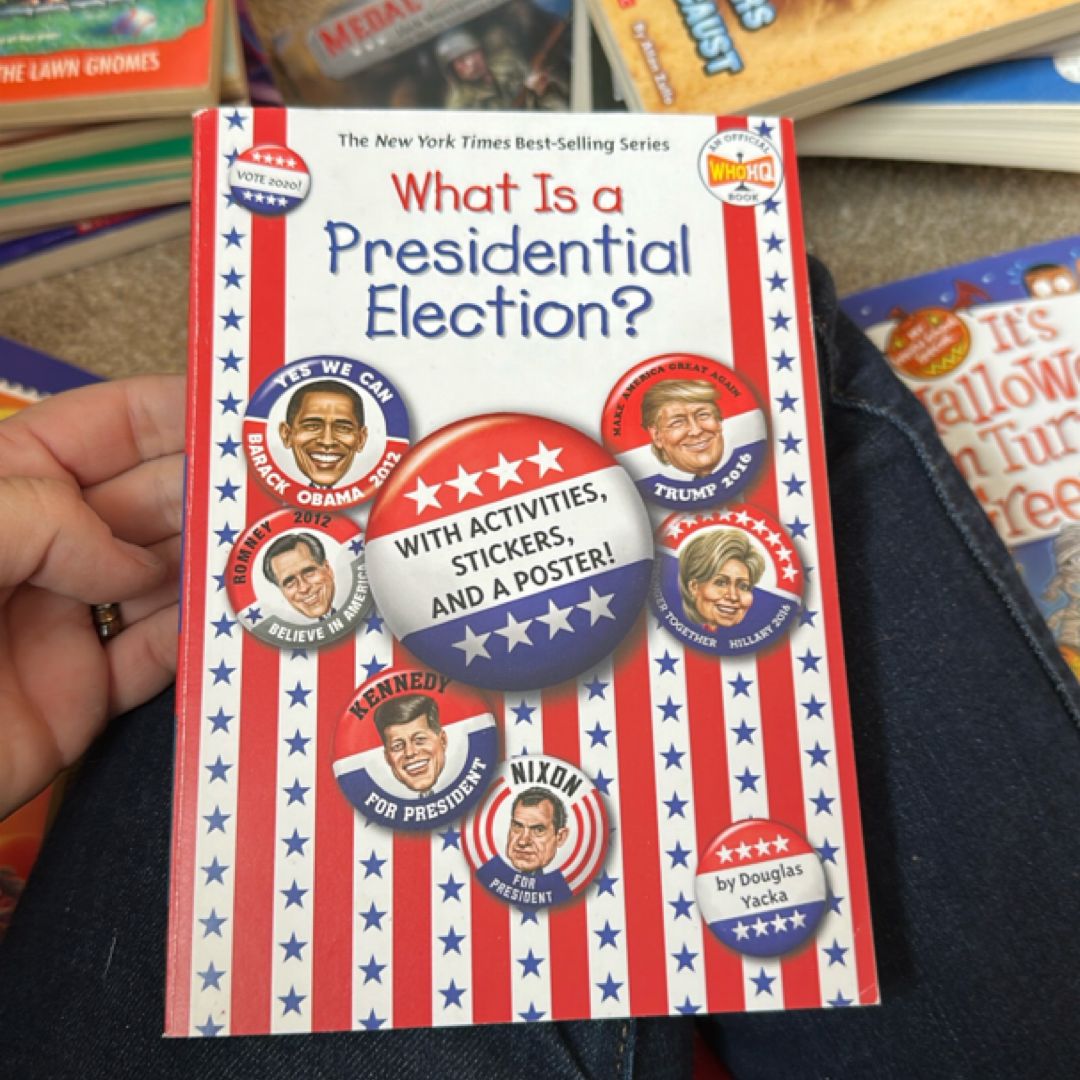 THE LAWN GNOMES
MEDAL
By Alan Zullo
The New York Times Best-Selling Series
VOTE 2020!
AN OFFICIAL
WHOHQ
BOOK
What Is a
Presidential
Election?
YES WE CAN
BARACK OBAMA 2012
MAKE AMERICA GREAT AGAIN
TRUMP 2016
WITH ACTIVITIES,
STICKERS,
AND A POSTER!
ROMNEY 2012
BELIEVE IN AMERICA
TOGETHER HILLARY 2016
KENNEDY
FOR PRESIDENT
NIXON
FOR
PRESIDENT
by Douglas
Yacka
It's